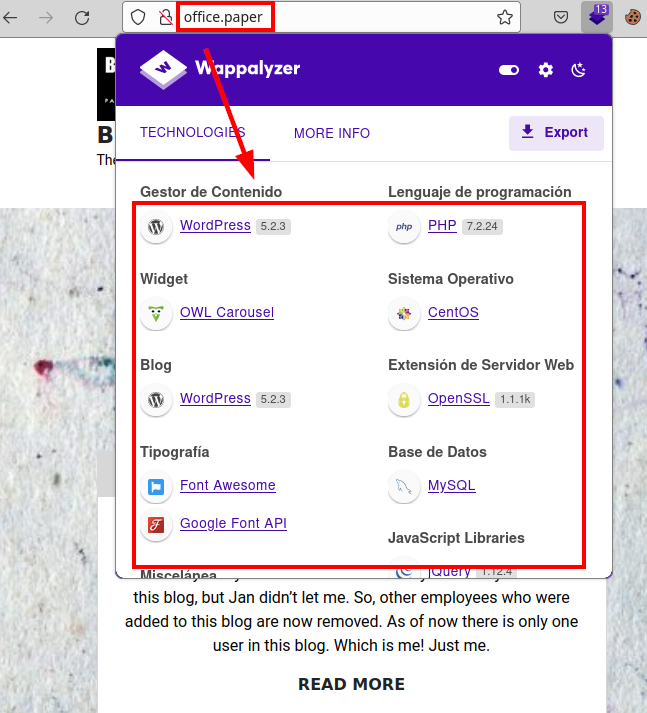 office.paper
13
Wappalyzer
TECHNOLOGIES
MORE INFO
Export
B
P A
B
The
Gestor de Contenido
WordPress 5.2.3
Widget
OWL Carousel
Blog
WordPress 5.2.3
Tipografía
Font Awesome
Google Font API
Miscelánea
Lenguaje de programación
PHP 7.2.24
Sistema Operativo
CentOS
Extensión de Servidor Web
OpenSSL 1.1.1k
Base de Datos
MySQL
JavaScript Libraries
jQuery 1.12.4
this blog, but Jan didn't let me. So, other employees who were
added to this blog are now removed. As of now there is only one
user in this blog. Which is me! Just me.
READ MORE